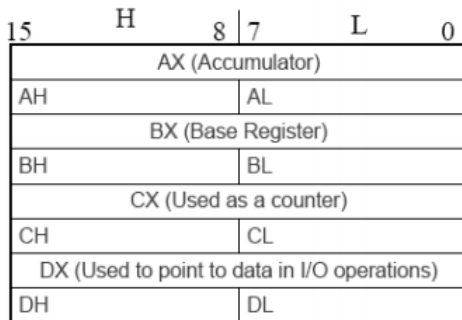 H L
15 8 7 0
AX (Accumulator)
AH AL
BX (Base Register)
BH BL
CX (Used as a counter)
CH CL
DX (Used to point to data in I/O operations)
DH DL